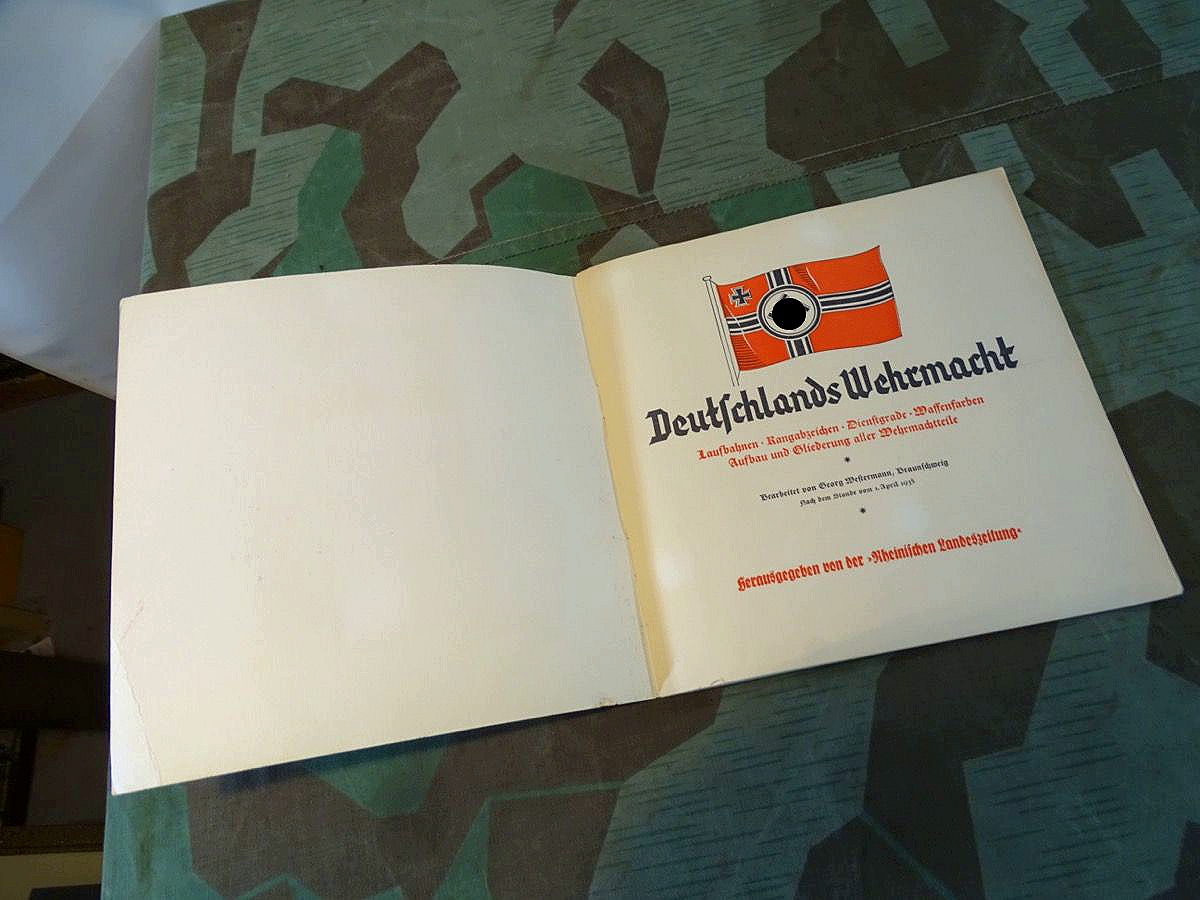 Deutſchlands Wehrmacht
Laufbahnen · Rangabzeichen · Dienſtgrade · Waffenfarben
Aufbau und Gliederung aller Wehrmachtteile
*
Bearbeitet von Georg Weſtermann, Braunſchweig
Nach dem Stande vom 1. April 1938
*
Herausgegeben von der »Rheiniſchen Landeszeitung«